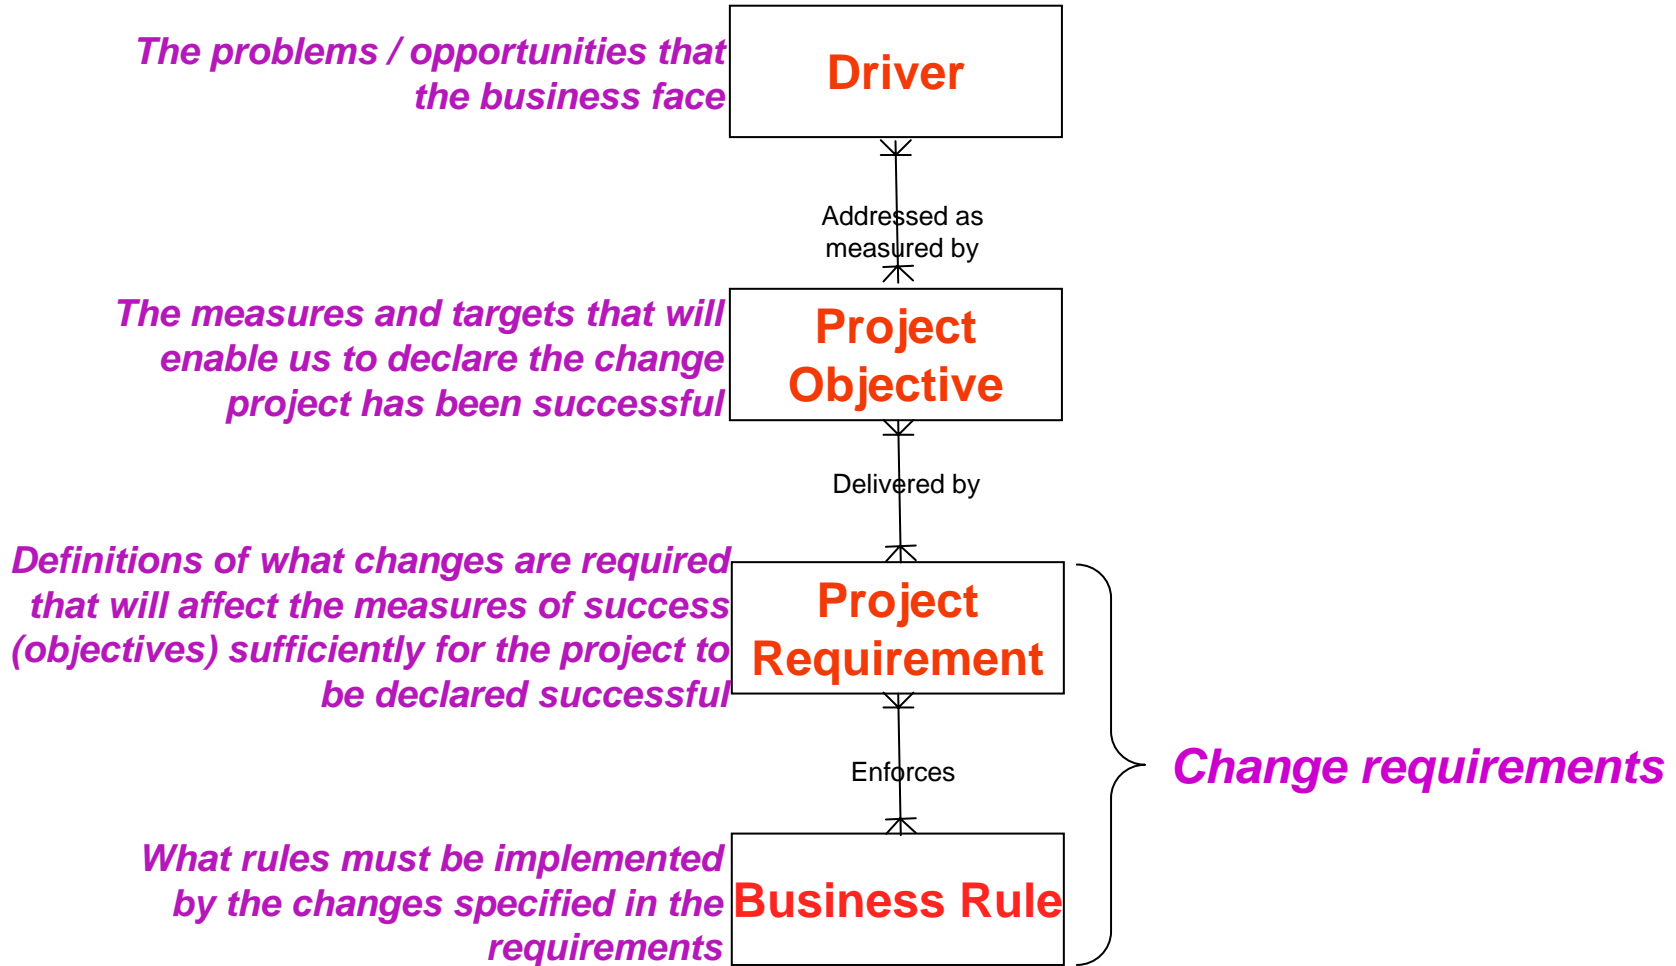 The problems / opportunities that
the business face
Driver
Addressed as
measured by
The measures and targets that will
enable us to declare the change
project has been successful
Project
Objective
Delivered by
Definitions of what changes are required
that will affect the measures of success
(objectives) sufficiently for the project to
be declared successful
Project
Requirement
Enforces
Change requirements
What rules must be implemented
by the changes specified in the
requirements
Business Rule